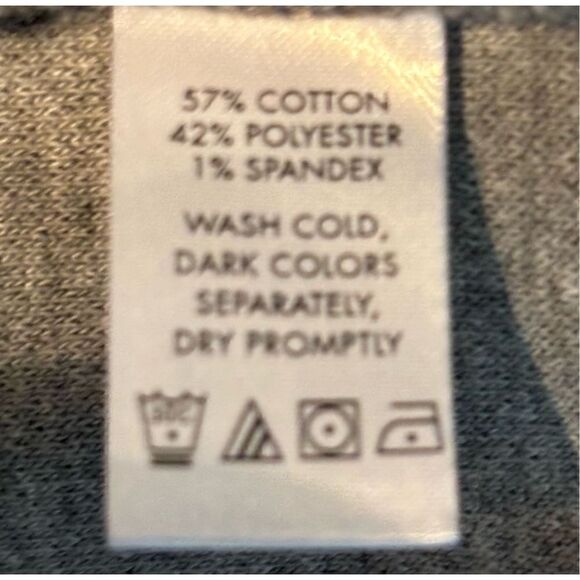 57% COTTON
42% POLYESTER
1% SPANDEX
WASH COLD,
DARK COLORS
SEPARATELY,
DRY PROMPTLY